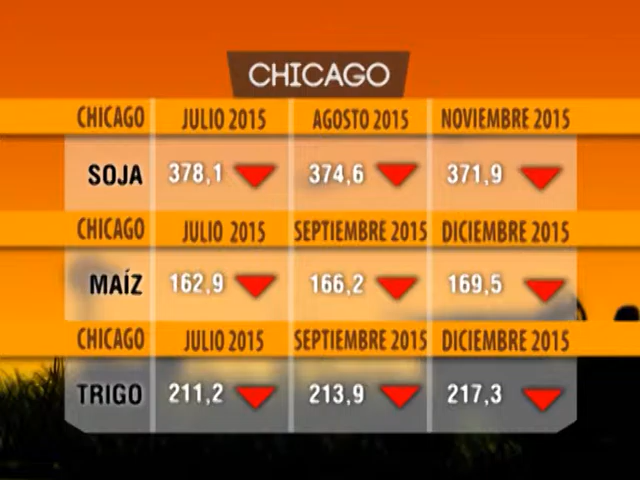 CHICAGO
CHICAGO JULIO 2015 AGOSTO 2015 NOVIEMBRE 2015
SOJA 378,1 374,6 371,9
CHICAGO JULIO 2015 SEPTIEMBRE 2015 DICIEMBRE 2015
MAÍZ 162,9 166,2 169,5
CHICAGO JULIO 2015 SEPTIEMBRE 2015 DICIEMBRE 2015
TRIGO 211,2 213,9 217,3